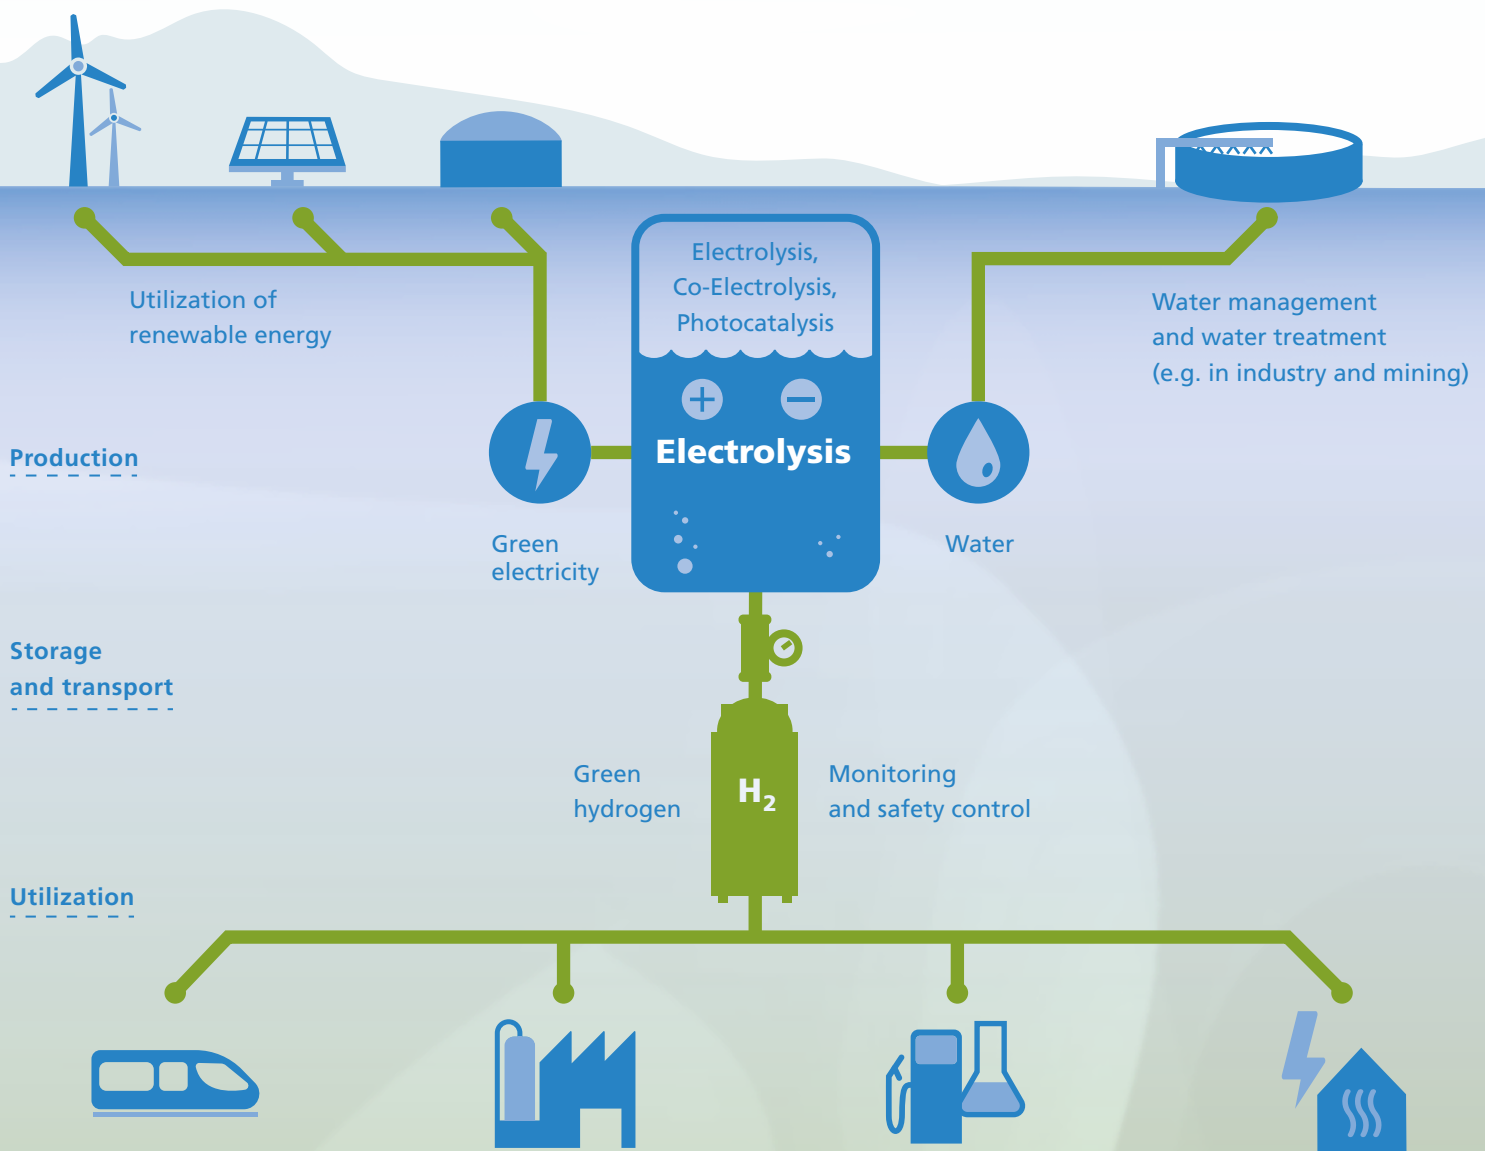 Electrolysis,
Co-Electrolysis,
Photocatalysis
Utilization of
renewable energy
Water management
and water treatment
(e.g. in industry and mining)
Production
Electrolysis
Green
electricity
Water
Storage
and transport
Green
hydrogen
H₂
Monitoring
and safety control
Utilization